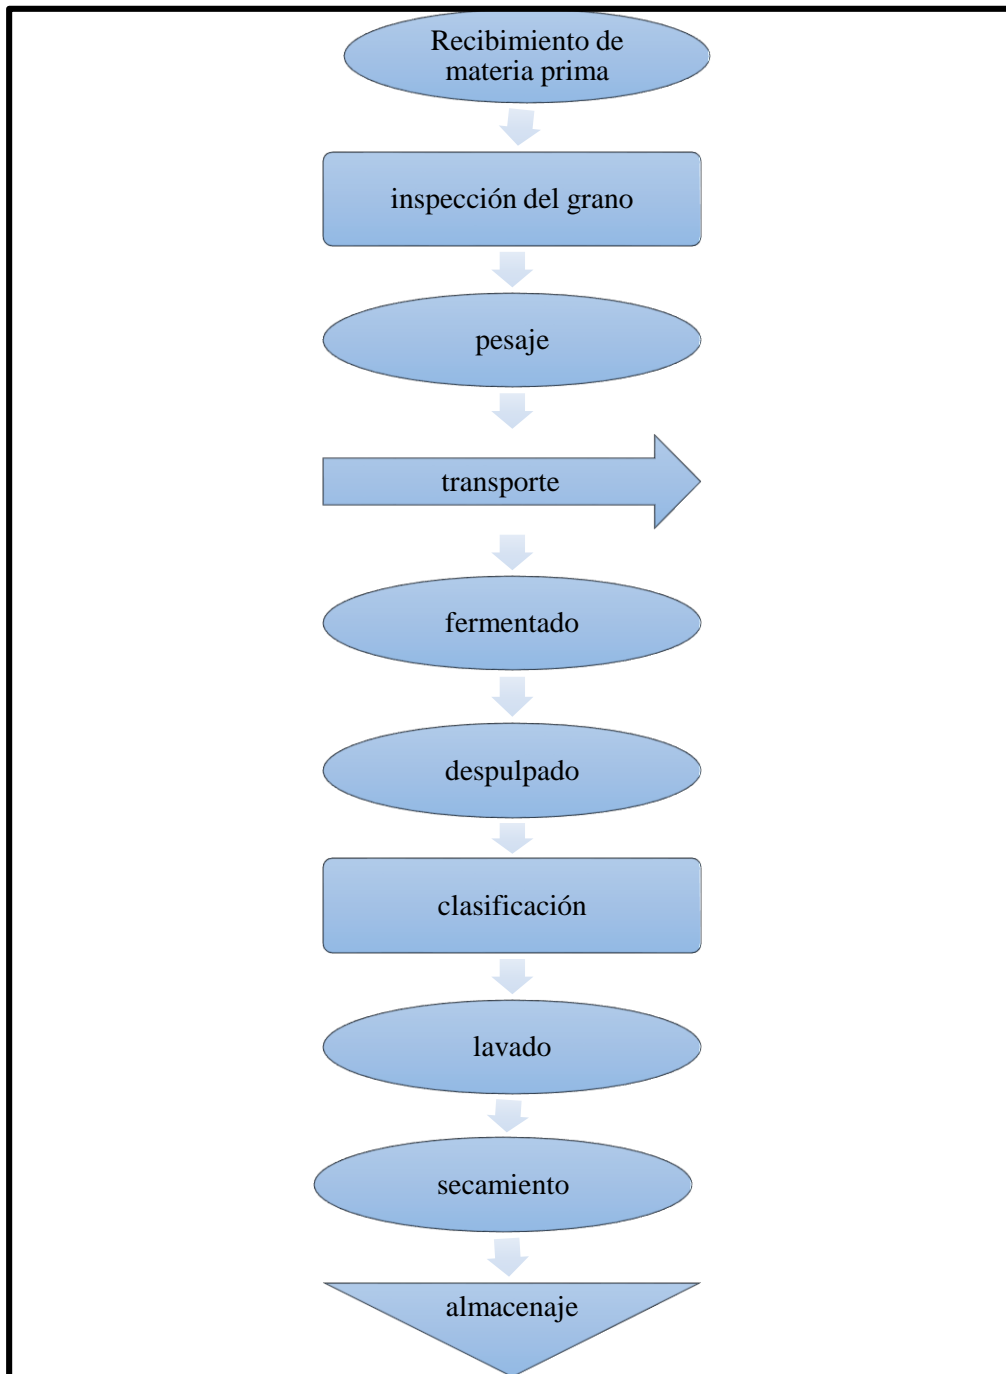 Recibimiento de
materia prima
inspección del grano
pesaje
transporte
fermentado
despulpado
clasificación
lavado
secamiento
almacenaje